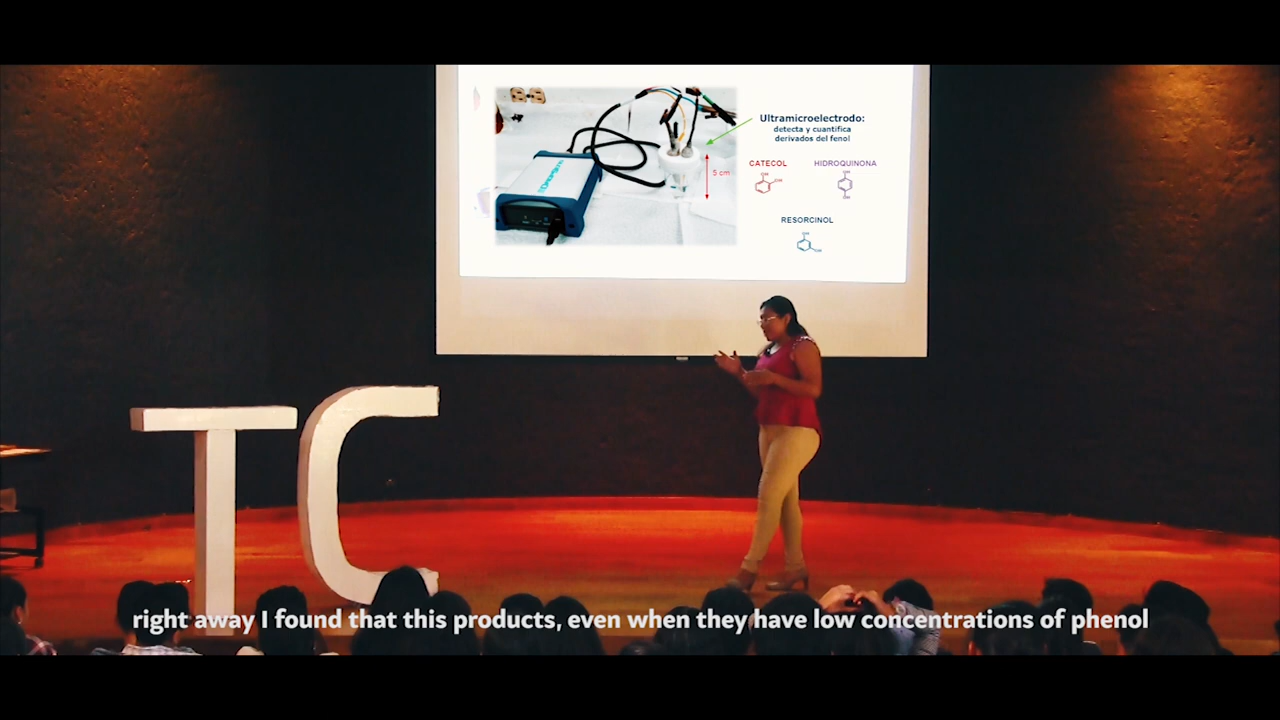 Ultramicroelectrodo:
detecta y cuantifica
derivados del fenol
5 cm
CATECOL
HIDROQUINONA
RESORCINOL
TC
right away I found that this products, even when they have low concentrations of phenol